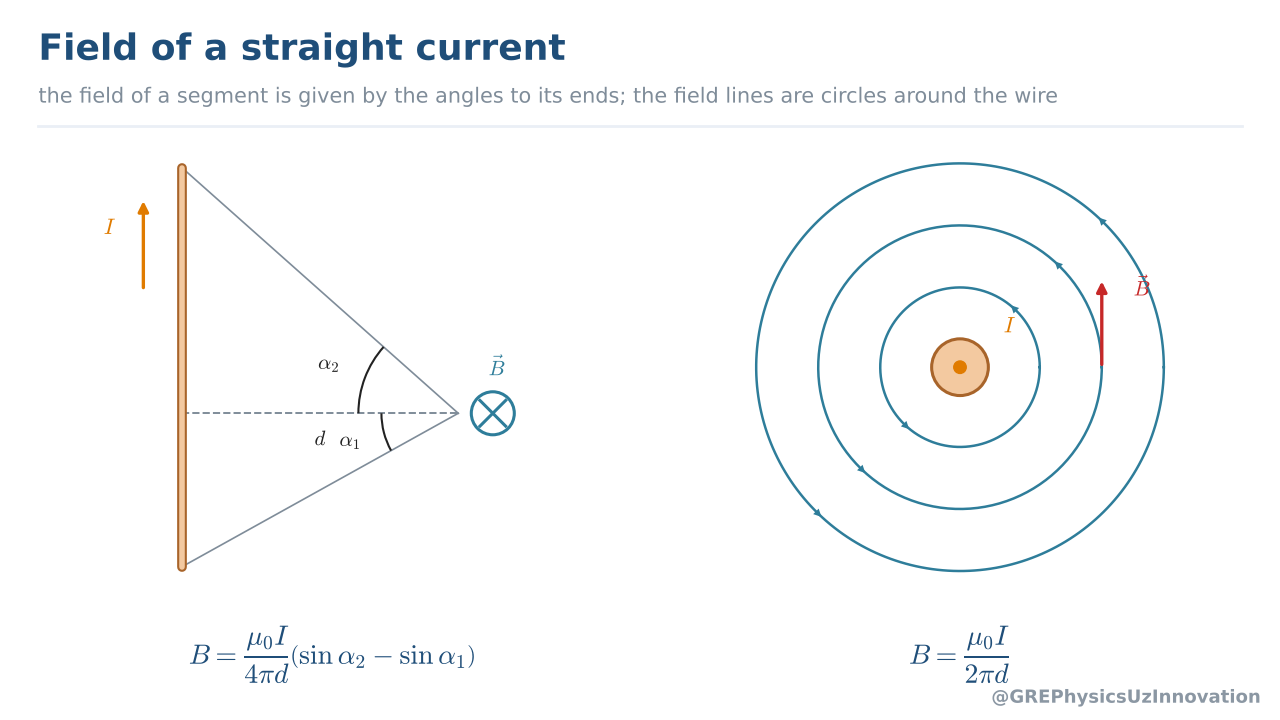 Field of a straight current
the field of a segment is given by the angles to its ends; the field lines are circles around the wire
I
α₂
d α₁
B⃗
I
B⃗
B = μ₀I/4πd (sin α₂ − sin α₁)
B = μ₀I/2πd
@GREPhysicsUzInnovation